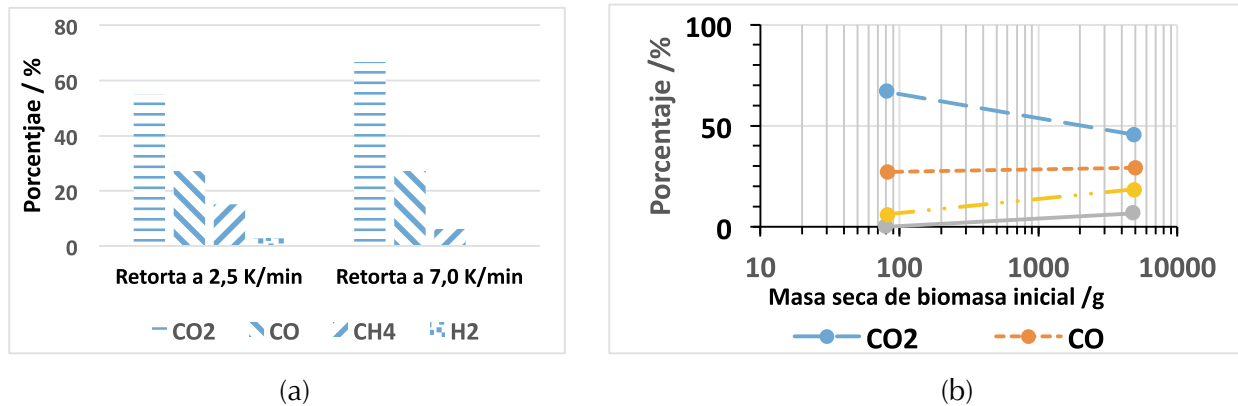 Porcentjae / %
80
60
40
20
0
Retorta a 2,5 K/min
Retorta a 7,0 K/min
CO2 CO CH4 H2
(a)
Porcentaje /%
100
50
0
10 100 1000 10000
Masa seca de biomasa inicial /g
CO2 CO
(b)